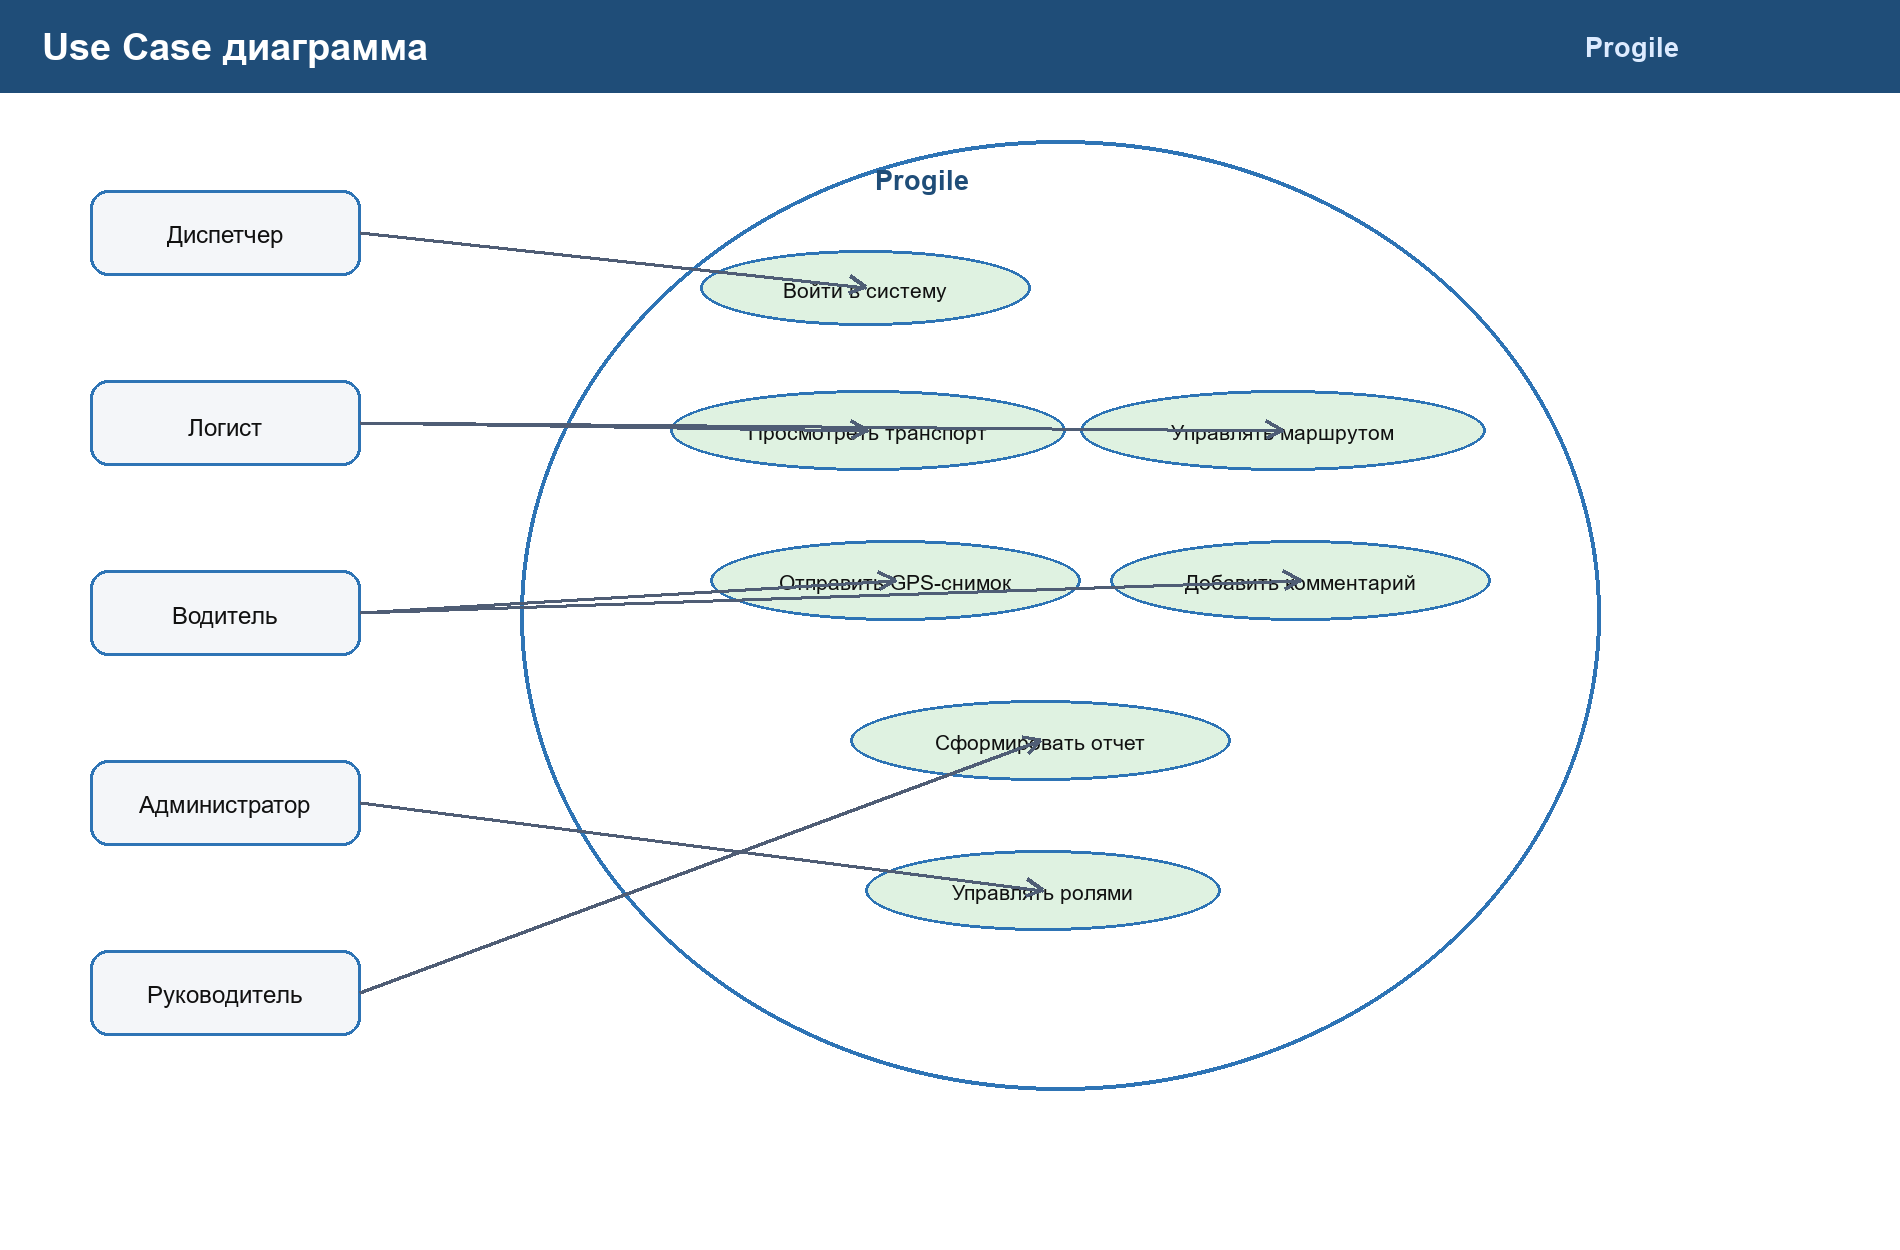 Use Case диаграмма
Progile
Progile
Диспетчер
Войти в систему
Логист
Просмотреть транспорт
Управлять маршрутом
Водитель
Отправить GPS-снимок
Добавить комментарий
Сформировать отчет
Администратор
Управлять ролями
Руководитель